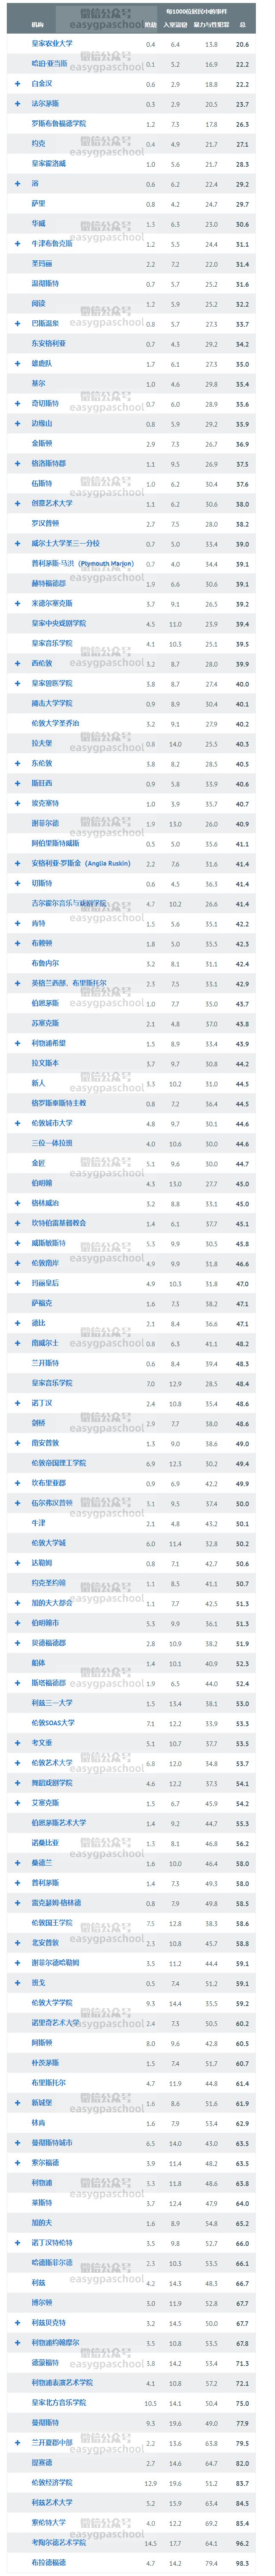 每1000位居民中的事件
机构 抢劫 入室盗窃 暴力与性犯罪 总
皇家农业大学 0.4 6.4 13.8 20.6
哈珀·亚当斯 0.1 5.2 16.9 22.2
+ 白金汉 0.6 2.9 18.8 22.2
+ 法尔茅斯 0.3 2.9 20.5 23.7
罗斯布鲁福德学院 1.2 7.3 17.8 26.3
约克 0.4 4.9 21.7 27.1
皇家霍洛威 1.0 5.6 21.7 28.3
+ 浴 0.6 6.2 22.4 29.2
萨里 0.8 4.2 24.7 29.7
华威 1.3 6.3 23.0 30.6
+ 牛津布鲁克斯 1.2 5.5 24.4 31.1
圣玛丽 2.2 7.2 22.0 31.4
温彻斯特 0.7 5.7 25.2 31.6
阅读 1.2 5.9 25.2 32.2
+ 巴斯温泉 0.8 5.7 27.3 33.7
东安格利亚 0.7 4.3 29.2 34.2
+ 雄鹿队 1.7 6.1 27.3 35.0
基尔 1.0 4.6 29.8 35.4
+ 奇切斯特 0.7 6.0 28.9 35.6
+ 边缘山 0.8 5.9 29.2 35.9
金斯顿 2.9 7.3 26.7 36.9
+ 格洛斯特郡 1.1 9.5 26.9 37.5
伍斯特 1.0 6.2 30.4 37.6
+ 创意艺术大学 1.1 6.2 30.6 38.0
罗汉普顿 2.7 7.5 28.0 38.2
+ 威尔士大学圣三一分校 0.7 5.0 33.4 39.0
普利茅斯·马洪（Plymouth Marjon） 0.7 4.0 34.4 39.1
+ 赫特福德郡 1.9 6.6 30.6 39.1
+ 米德尔塞克斯 3.7 9.1 26.5 39.2
皇家中央戏剧学院 4.5 11.0 23.9 39.4
皇家音乐学院 4.1 10.3 25.1 39.5
+ 西伦敦 3.2 8.7 28.0 39.9
+ 皇家兽医学院 3.8 8.7 27.4 40.0
阈击大学学院 0.9 8.9 30.4 40.1
伦敦大学圣乔治 3.2 9.1 27.9 40.2
拉夫堡 0.8 14.0 25.5 40.3
+ 东伦敦 3.8 8.2 28.5 40.5
+ 斯旺西 0.9 5.8 33.9 40.6
+ 埃克塞特 1.0 3.9 35.7 40.7
谢菲尔德 1.9 13.0 26.0 40.9
阿伯里斯特威斯 0.5 5.0 35.6 41.1
+ 安格利亚·罗斯金（Anglia Ruskin） 2.2 7.6 31.6 41.4
+ 切斯特 0.6 4.5 36.3 41.4
吉尔霍尔音乐与戏剧学院 4.7 10.2 26.6 41.4
+ 肯特 1.5 5.6 35.1 42.2
+ 布赖顿 1.8 5.0 35.5 42.3
布鲁内尔 3.2 8.1 31.1 42.4
+ 英格兰西部，布里斯托尔 2.3 7.5 33.1 42.9
伯恩茅斯 1.0 7.7 35.0 43.7
苏塞克斯 2.1 4.8 37.0 43.8
+ 利物浦希望 1.5 8.9 33.4 43.9
拉文斯本 3.7 9.7 30.8 44.2
新人 3.3 10.2 31.0 44.5
格罗斯泰斯特主教 0.8 7.2 36.4 44.5
+ 伦敦城市大学 4.8 9.7 30.1 44.6
三位一体拉班 4.0 10.6 30.0 44.6
金匠 5.1 9.6 30.0 44.7
伯明翰 4.3 13.0 27.7 45.0
+ 格林威治 3.2 8.8 33.1 45.0
+ 坎特伯雷基督教会 1.4 6.1 37.7 45.1
+ 威斯敏斯特 5.3 9.9 30.5 45.8
+ 伦敦南岸 4.9 9.9 31.8 46.6
+ 玛丽皇后 4.9 10.3 31.8 47.0
萨福克 1.6 7.3 38.2 47.1
+ 德比 2.1 8.4 36.6 47.1
+ 南威尔士 0.8 6.3 41.1 48.2
兰开斯特 0.6 8.4 39.4 48.3
皇家音乐学院 7.0 12.9 28.5 48.4
+ 诺丁汉 2.4 10.8 35.4 48.6
剑桥 2.9 7.7 38.0 48.6
+ 南安普敦 1.3 9.0 38.6 49.0
伦敦帝国理工学院 6.9 12.3 30.2 49.4
+ 坎布里亚郡 0.9 6.9 42.2 49.9
+ 伍尔弗汉普顿 3.1 9.5 37.4 50.0
牛津 2.1 4.8 43.2 50.1
伦敦大学城 6.0 11.4 32.8 50.2
+ 达勒姆 0.8 7.1 42.7 50.6
约克圣约翰 1.1 8.5 41.1 50.7
+ 加的夫大都会 1.1 7.7 42.5 51.3
+ 伯明翰市 5.3 9.9 36.1 51.3
+ 贝德福德郡 2.8 10.9 38.2 51.9
船体 1.4 10.1 40.9 52.3
+ 斯塔福德郡 1.9 6.5 44.0 52.4
利兹三一大学 1.5 13.4 38.1 53.0
伦敦SOAS大学 7.1 12.2 33.9 53.3
+ 考文垂 5.1 10.7 37.7 53.5
+ 伦敦艺术大学 6.8 12.0 34.8 53.7
+ 舞蹈戏剧学院 4.6 12.2 37.3 54.1
+ 艾塞克斯 1.5 6.7 45.9 54.2
伯恩茅斯艺术大学 1.4 9.2 44.7 55.3
诺桑比亚 1.3 8.1 46.8 56.2
+ 桑德兰 1.6 10.0 46.4 58.0
+ 普利茅斯 1.4 7.3 49.3 58.0
+ 雷克瑟姆·格林德 0.8 7.9 49.8 58.5
伦敦国王学院 7.5 12.8 38.3 58.6
+ 北安普敦 2.3 10.8 45.7 58.8
+ 谢菲尔德哈勒姆 3.5 11.2 44.4 59.1
+ 班戈 0.5 7.4 51.2 59.1
伦敦大学学院 9.3 14.4 35.5 59.2
诺里奇艺术大学 2.4 7.3 50.5 60.2
阿斯顿 8.0 9.6 42.8 60.5
朴茨茅斯 1.5 7.4 51.7 60.7
布里斯托尔 4.7 11.9 44.8 61.4
+ 新城堡 1.6 8.6 51.6 61.9
林肯 1.6 7.9 53.4 62.9
+ 曼彻斯特城市 6.5 14.0 43.0 63.5
+ 索尔福德 3.9 11.4 48.2 63.5
利物浦 3.3 11.8 48.6 63.8
莱斯特 3.7 12.4 47.9 64.0
加的夫 1.6 8.9 54.8 65.2
+ 诺丁汉特伦特 3.5 9.8 52.7 66.0
哈德斯菲尔德 2.3 10.3 53.5 66.1
利兹 4.2 14.3 48.3 66.7
博尔顿 3.0 11.9 52.8 67.7
+ 利兹贝克特 3.2 14.5 50.0 67.7
+ 利物浦约翰摩尔 3.5 10.8 53.5 67.8
德蒙福特 3.8 14.2 53.4 71.3
利物浦表演艺术学院 4.1 10.8 57.2 72.1
皇家北方音乐学院 10.5 14.1 50.4 75.0
曼彻斯特 9.3 19.6 49.0 77.9
+ 兰开夏郡中部 2.2 13.6 63.8 79.5
提赛德 2.7 14.6 64.7 82.0
伦敦经济学院 12.9 19.6 51.2 83.7
利兹艺术大学 5.2 15.9 63.4 84.5
+ 索伦特大学 4.0 12.2 69.2 85.4
考陶尔德艺术学院 14.5 17.7 64.1 96.2
布拉德福德 4.7 14.2 79.4 98.3
微信公众号
easygpaschool